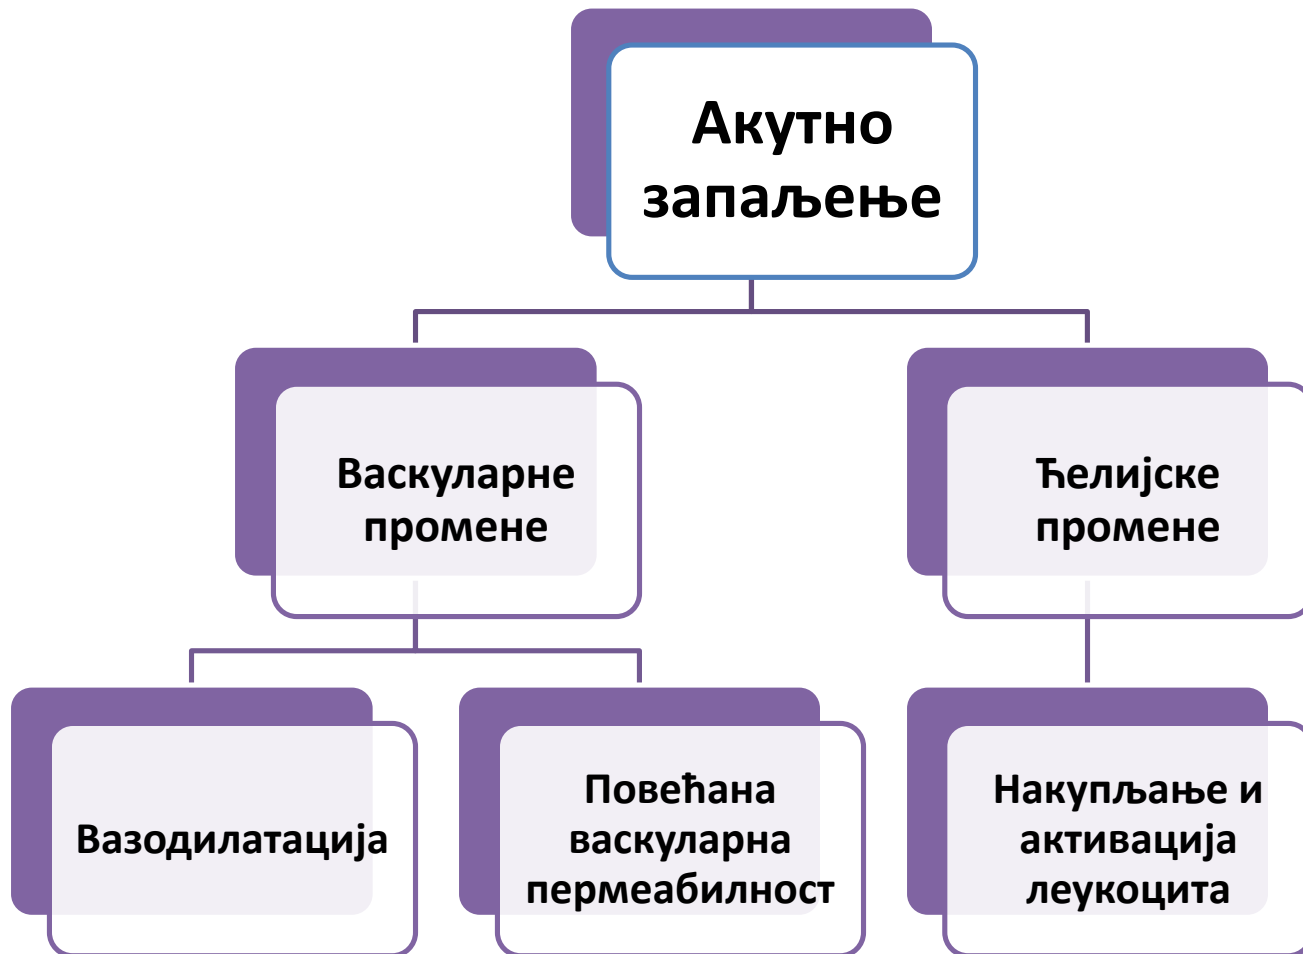 Акутно
запаљење
Васкуларне
промене
Ћелијске
промене
Вазодилатација
Повећана
васкуларна
пермеабилност
Накупљање и
активација
леукоцита